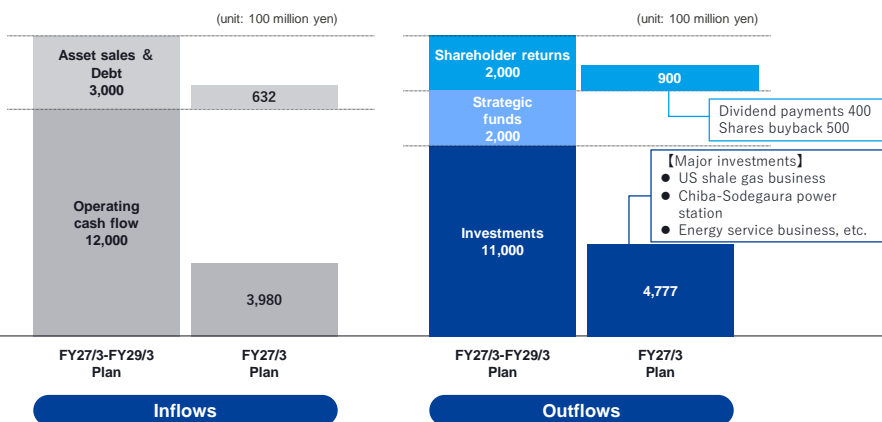 (unit: 100 million yen)
(unit: 100 million yen)
Asset sales ＆
Debt
3,000
632
Operating
cash flow
12,000
3,980
FY27/3-FY29/3
Plan
FY27/3
Plan
Inflows
Shareholder returns
2,000
900
Strategic
funds
2,000
Dividend payments 400
Shares buyback 500
【Major investments】
● US shale gas business
● Chiba-Sodegaura power
station
● Energy service business, etc.
Investments
11,000
4,777
FY27/3-FY29/3
Plan
FY27/3
Plan
Outflows